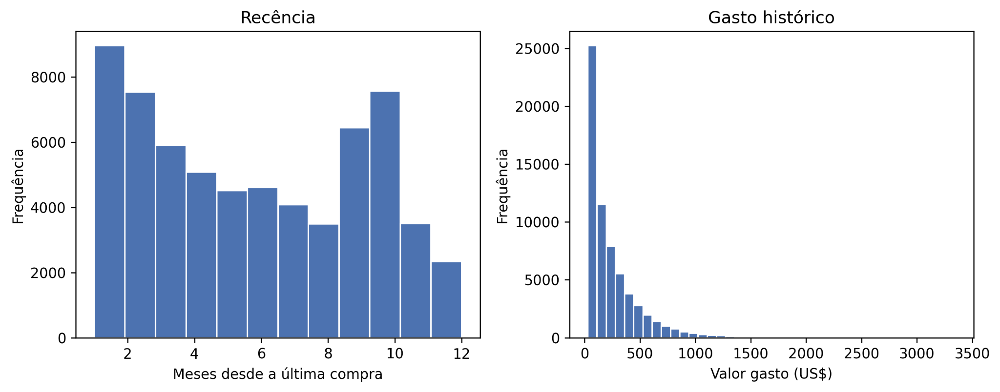 Recência
Frequência
8000
6000
4000
2000
0
2 4 6 8 10 12
Meses desde a última compra
Gasto histórico
Frequência
25000
20000
15000
10000
5000
0
0 500 1000 1500 2000 2500 3000 3500
Valor gasto (US$)